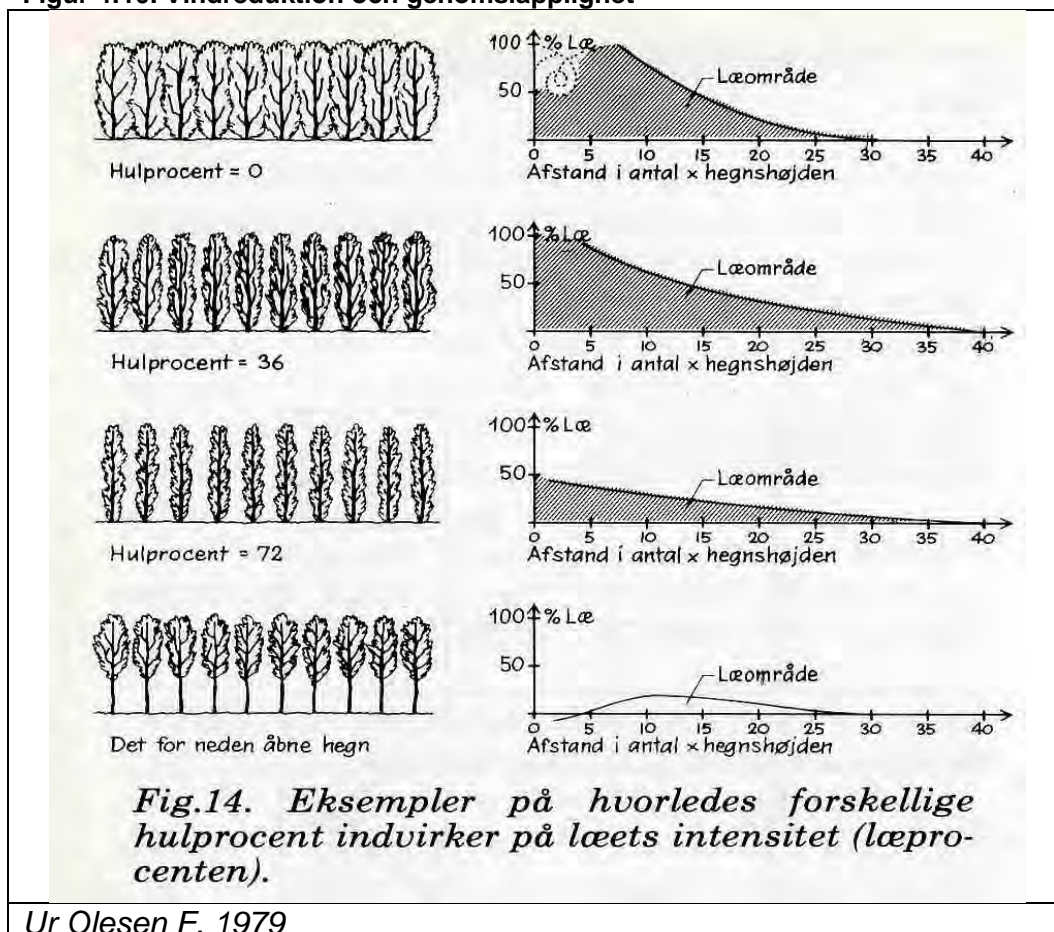 Figur 4.10. Vindreduktion och genomsläpplighet
100 % Læ
50
Læområde
0 5 10 15 20 25 30 35 40
Hulprocent = 0
Afstand i antal × hegnshøjden
100 % Læ
50
Læområde
0 5 10 15 20 25 30 35 40
Hulprocent = 36
Afstand i antal × hegnshøjden
100 % Læ
50
Læområde
0 5 10 15 20 25 30 35 40
Hulprocent = 72
Afstand i antal × hegnshøjden
100 % Læ
50
Læområde
0 5 10 15 20 25 30 35 40
Det for neden åbne hegn
Afstand i antal × hegnshøjden
Fig.14. Eksempler på hvorledes forskellige
hulprocent indvirker på læets intensitet (læpro-
centen).
Ur Olesen F, 1979